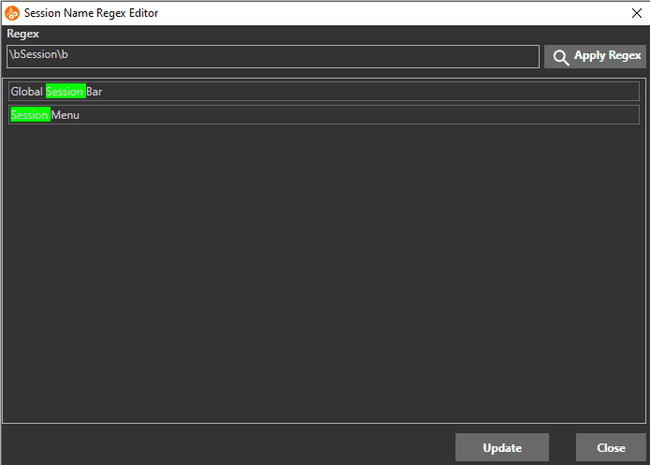 Session Name Regex Editor
Regex
\bSession\b
Apply Regex
Global Session Bar
Session Menu
Update
Close